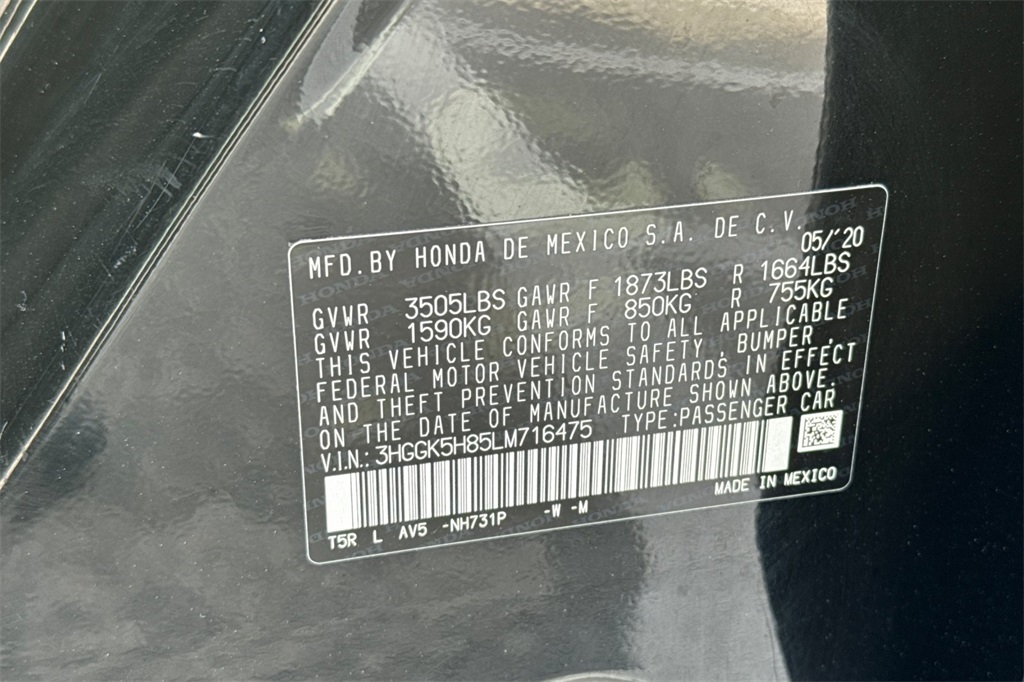 MFD. BY HONDA DE MEXICO S.A. DE C.V.
05/'20
GVWR 3505LBS GAWR F 1873LBS R 1664LBS
GVWR 1590KG GAWR F 850KG R 755KG
THIS VEHICLE CONFORMS TO ALL APPLICABLE
FEDERAL MOTOR VEHICLE SAFETY, BUMPER,
AND THEFT PREVENTION STANDARDS IN EFFECT
ON THE DATE OF MANUFACTURE SHOWN ABOVE.
V.I.N.: 3HGGK5H85LM716475 TYPE:PASSENGER CAR
MADE IN MEXICO
T5R L AV5 -NH731P -W -M